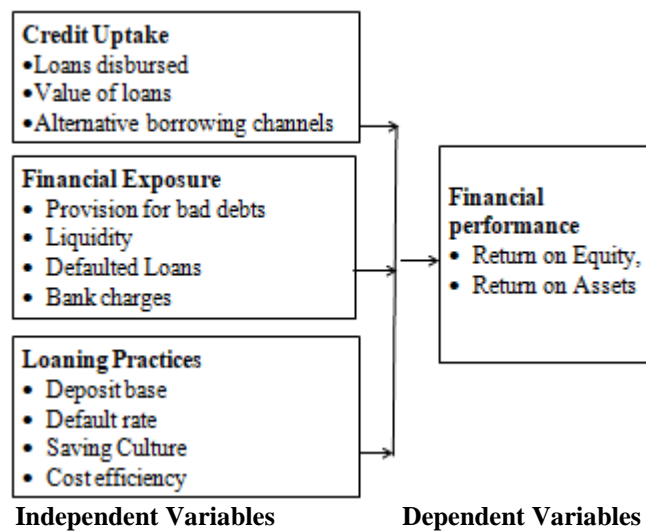 Credit Uptake
•Loans disbursed
•Value of loans
•Alternative borrowing channels
Financial Exposure
• Provision for bad debts
• Liquidity
• Defaulted Loans
• Bank charges
Loaning Practices
• Deposit base
• Default rate
• Saving Culture
• Cost efficiency
Financial
performance
• Return on Equity,
• Return on Assets
Independent Variables
Dependent Variables